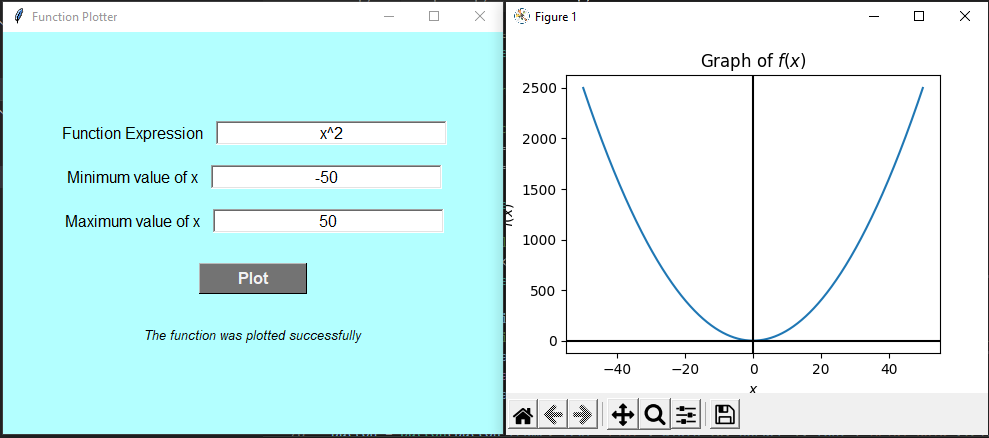 Function Plotter
Function Expression x^2
Minimum value of x -50
Maximum value of x 50
Plot
The function was plotted successfully
Figure 1
Graph of f(x)
2500
2000
1500
1000
500
0
f(x)
−40 −20 0 20 40
x